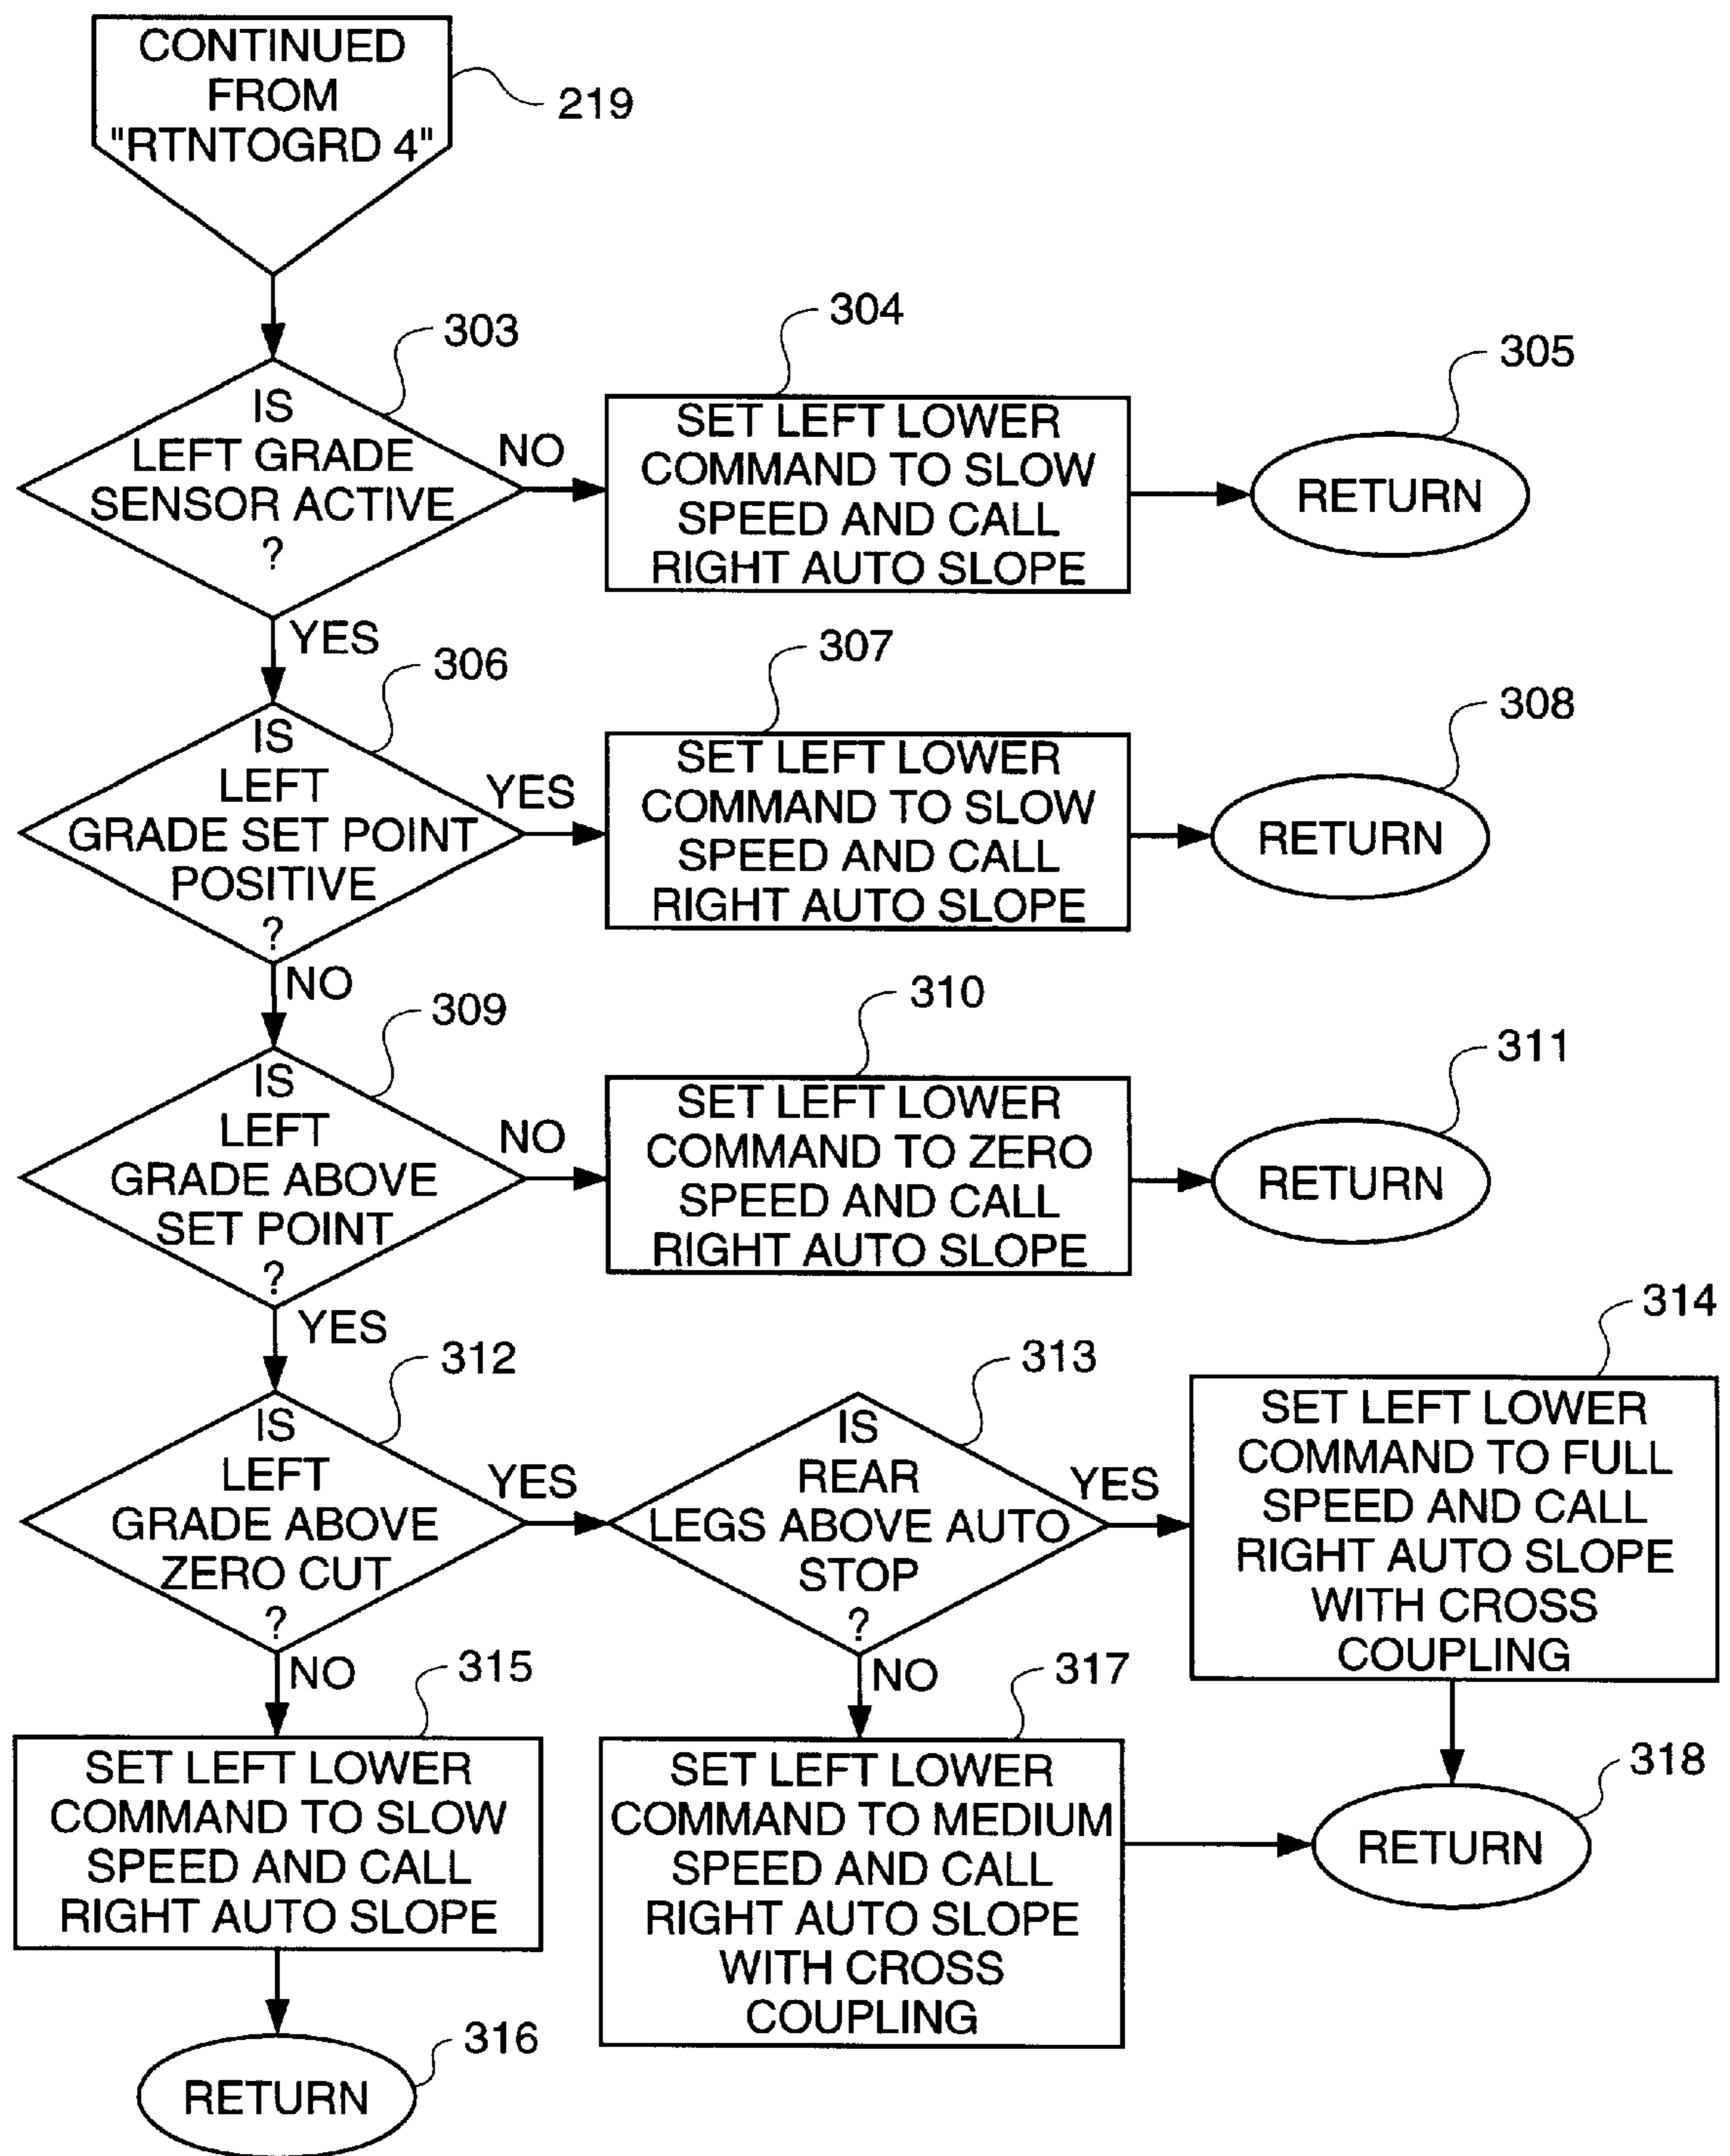 CONTINUED
FROM
"RTNTOGRD 4"
219
303
IS
LEFT GRADE
SENSOR ACTIVE
?
NO
YES
304
SET LEFT LOWER
COMMAND TO SLOW
SPEED AND CALL
RIGHT AUTO SLOPE
305
RETURN
306
IS
LEFT
GRADE SET POINT
POSITIVE
?
YES
NO
307
SET LEFT LOWER
COMMAND TO SLOW
SPEED AND CALL
RIGHT AUTO SLOPE
308
RETURN
309
IS
LEFT
GRADE ABOVE
SET POINT
?
NO
YES
310
SET LEFT LOWER
COMMAND TO ZERO
SPEED AND CALL
RIGHT AUTO SLOPE
311
RETURN
312
IS
LEFT
GRADE ABOVE
ZERO CUT
?
YES
NO
313
IS
REAR
LEGS ABOVE AUTO
STOP
?
YES
NO
314
SET LEFT LOWER
COMMAND TO FULL
SPEED AND CALL
RIGHT AUTO SLOPE
WITH CROSS
COUPLING
315
SET LEFT LOWER
COMMAND TO SLOW
SPEED AND CALL
RIGHT AUTO SLOPE
316
RETURN
317
SET LEFT LOWER
COMMAND TO MEDIUM
SPEED AND CALL
RIGHT AUTO SLOPE
WITH CROSS
COUPLING
318
RETURN